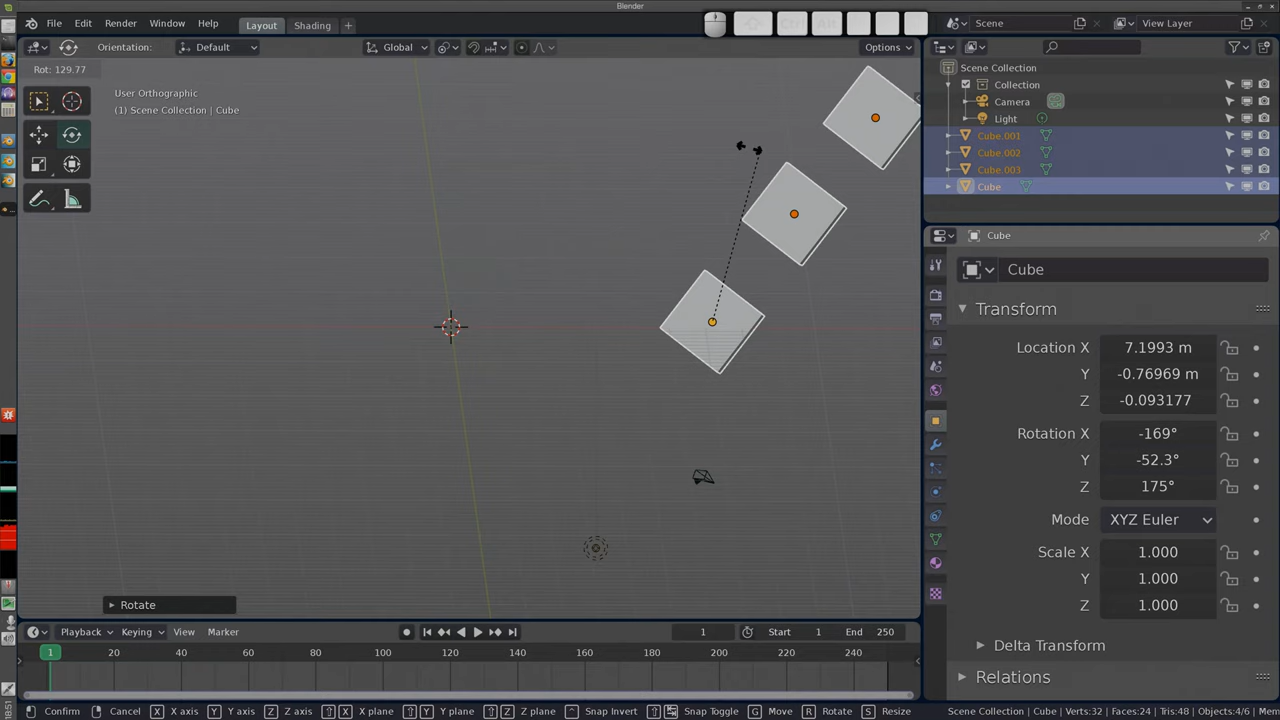 Blender
File Edit Render Window Help Layout Shading + Ctrl Alt Scene View Layer
Orientation: Default Global Options
Rot: 129.77
User Orthographic
(1) Scene Collection | Cube
Scene Collection
Collection
Camera
Light
Cube.001
Cube.002
Cube.003
Cube
Cube
Cube
Transform
Location X 7.1993 m
Y -0.76969 m
Z -0.093177
Rotation X -169°
Y -52.3°
Z 175°
Mode XYZ Euler
Scale X 1.000
Y 1.000
Z 1.000
Delta Transform
Relations
Rotate
Playback Keying View Marker 1 Start 1 End 250
1 20 40 60 80 100 120 140 160 180 200 220 240
18:51
Confirm Cancel X X axis Y Y axis Z Z axis X X plane Y Y plane Z Z plane Snap Invert Snap Toggle G Move R Rotate S Resize Scene Collection | Cube | Verts:32 | Faces:24 | Tris:48 | Objects:4/6 | Mem